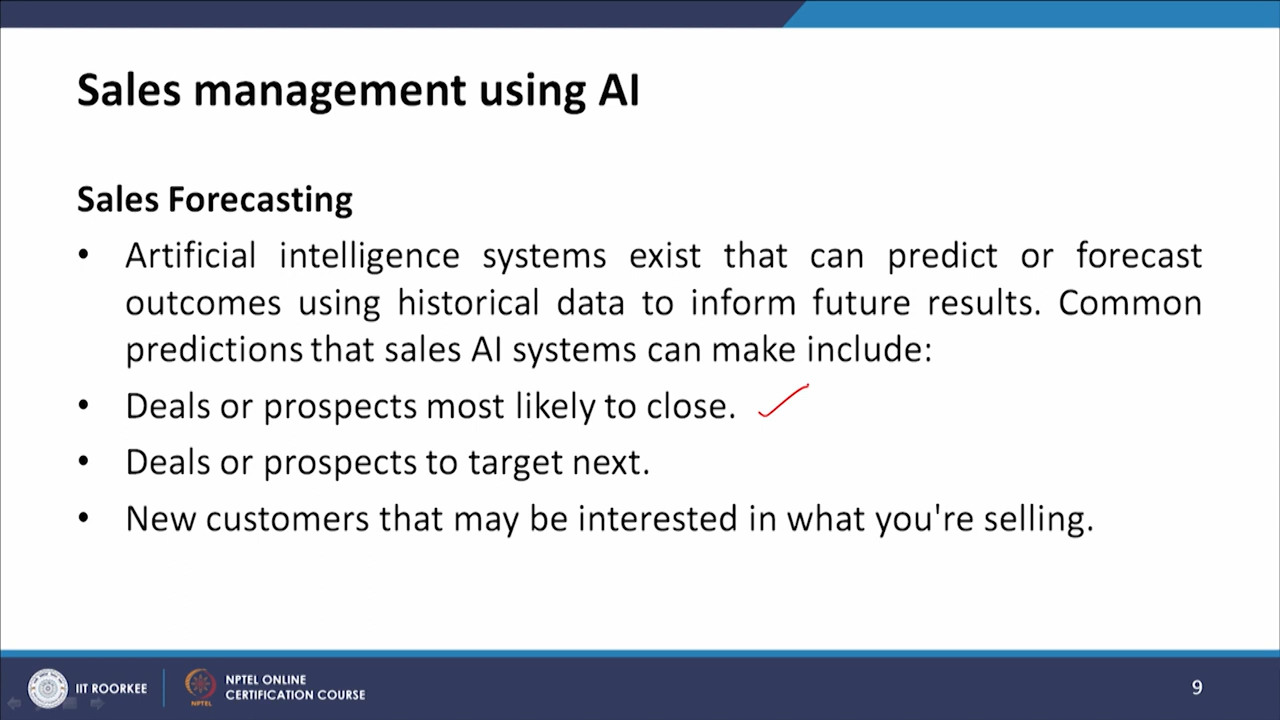 Sales management using AI
Sales Forecasting
• Artificial intelligence systems exist that can predict or forecast
outcomes using historical data to inform future results. Common
predictions that sales AI systems can make include:
• Deals or prospects most likely to close.
• Deals or prospects to target next.
• New customers that may be interested in what you're selling.
IIT ROORKEE
NPTEL
NPTEL ONLINE
CERTIFICATION COURSE
9